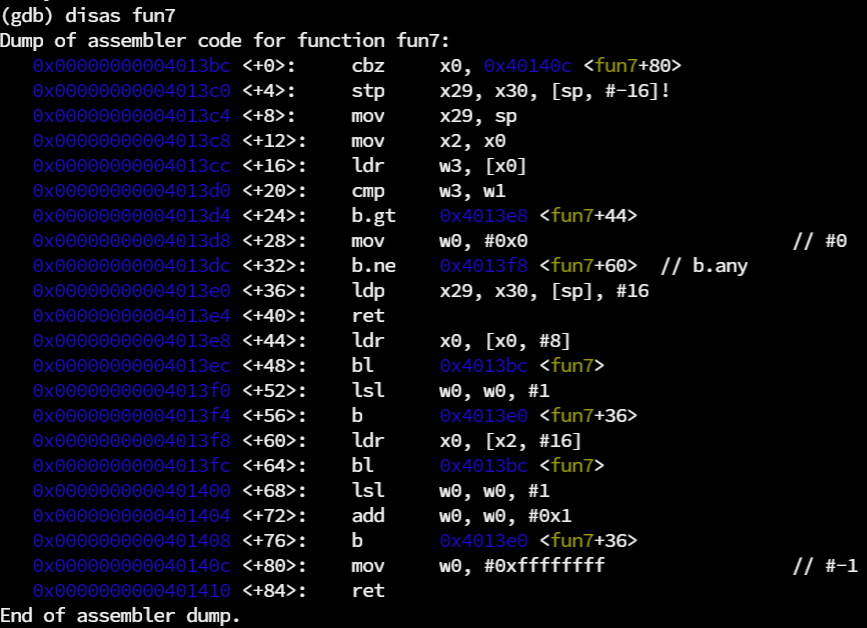 (gdb) disas fun7
Dump of assembler code for function fun7:
   0x00000000004013bc <+0>:     cbz     x0, 0x40140c <fun7+80>
   0x00000000004013c0 <+4>:     stp     x29, x30, [sp, #-16]!
   0x00000000004013c4 <+8>:     mov     x29, sp
   0x00000000004013c8 <+12>:    mov     x2, x0
   0x00000000004013cc <+16>:    ldr     w3, [x0]
   0x00000000004013d0 <+20>:    cmp     w3, w1
   0x00000000004013d4 <+24>:    b.gt    0x4013e8 <fun7+44>
   0x00000000004013d8 <+28>:    mov     w0, #0x0                        // #0
   0x00000000004013dc <+32>:    b.ne    0x4013f8 <fun7+60>  // b.any
   0x00000000004013e0 <+36>:    ldp     x29, x30, [sp], #16
   0x00000000004013e4 <+40>:    ret
   0x00000000004013e8 <+44>:    ldr     x0, [x0, #8]
   0x00000000004013ec <+48>:    bl      0x4013bc <fun7>
   0x00000000004013f0 <+52>:    lsl     w0, w0, #1
   0x00000000004013f4 <+56>:    b       0x4013e0 <fun7+36>
   0x00000000004013f8 <+60>:    ldr     x0, [x2, #16]
   0x00000000004013fc <+64>:    bl      0x4013bc <fun7>
   0x0000000000401400 <+68>:    lsl     w0, w0, #1
   0x0000000000401404 <+72>:    add     w0, w0, #0x1
   0x0000000000401408 <+76>:    b       0x4013e0 <fun7+36>
   0x000000000040140c <+80>:    mov     w0, #0xffffffff                 // #-1
   0x0000000000401410 <+84>:    ret
End of assembler dump.